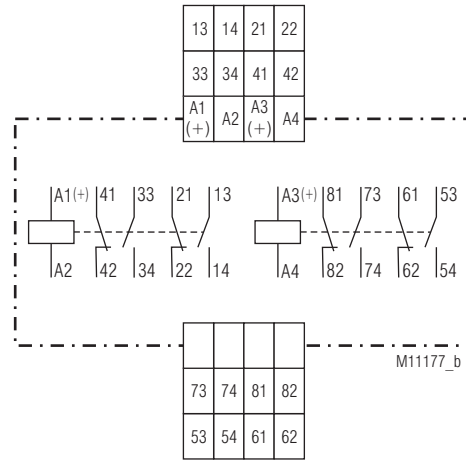 13 14 21 22
33 34 41 42
A1 (+) A2 A3 (+) A4
A1(+) 41 33 21 13 A3(+) 81 73 61 53
A2 42 34 22 14 A4 82 74 62 54
M11177_b
73 74 81 82
53 54 61 62